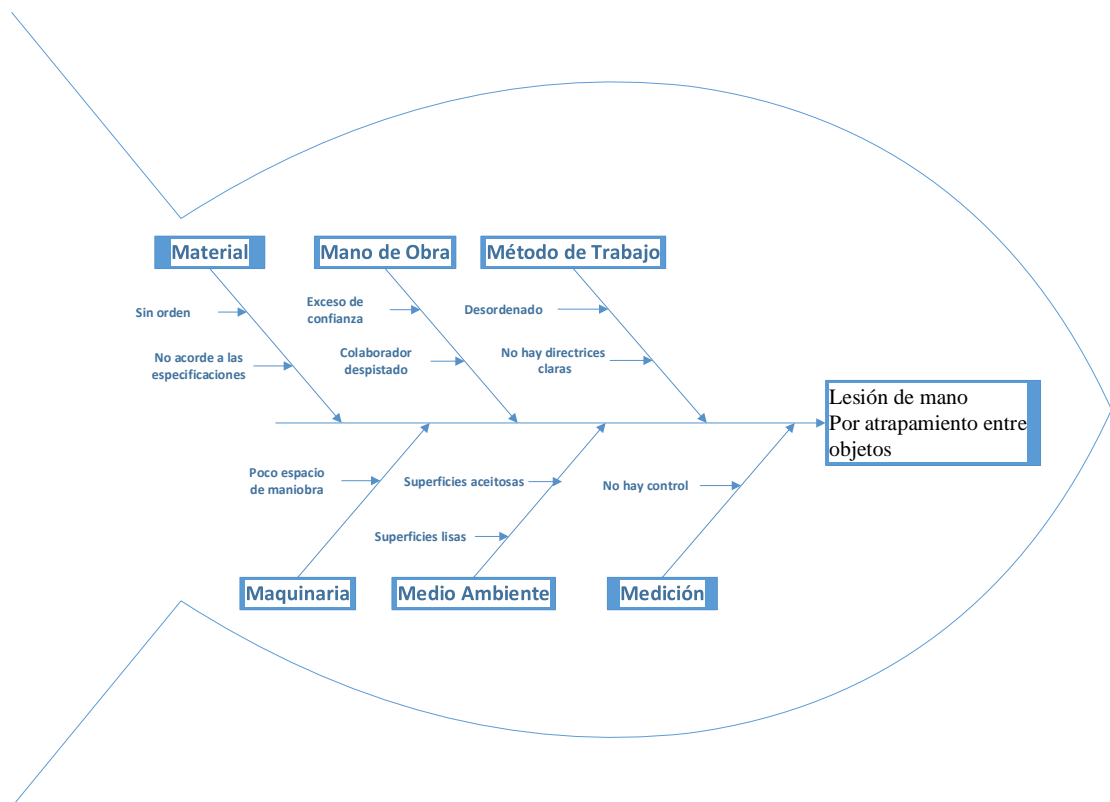 Material
Mano de Obra
Método de Trabajo
Sin orden
Exceso de
confianza
Desordenado
No acorde a las
especificaciones
Colaborador
despistado
No hay directrices
claras
Lesión de mano
Por atrapamiento entre
objetos
Poco espacio
de maniobra
Superficies aceitosas
No hay control
Superficies lisas
Maquinaria
Medio Ambiente
Medición